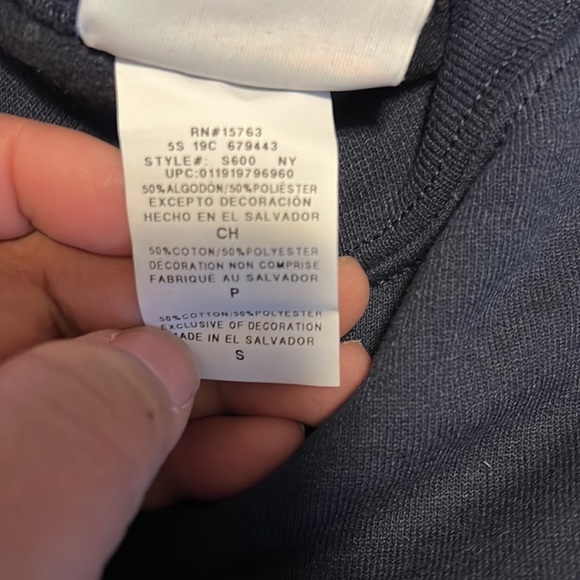 RN#15763
5S 19C 679443
STYLE#: S600 NY
UPC:011919796960
50%ALGODÓN/50%POLIÉSTER
EXCEPTO DECORACIÓN
HECHO EN EL SALVADOR
CH
50%COTON/50%POLYESTER
DÉCORATION NON COMPRISE
FABRIQUÉ AU SALVADOR
P
50%COTTON/50%POLYESTER
EXCLUSIVE OF DECORATION
MADE IN EL SALVADOR
S